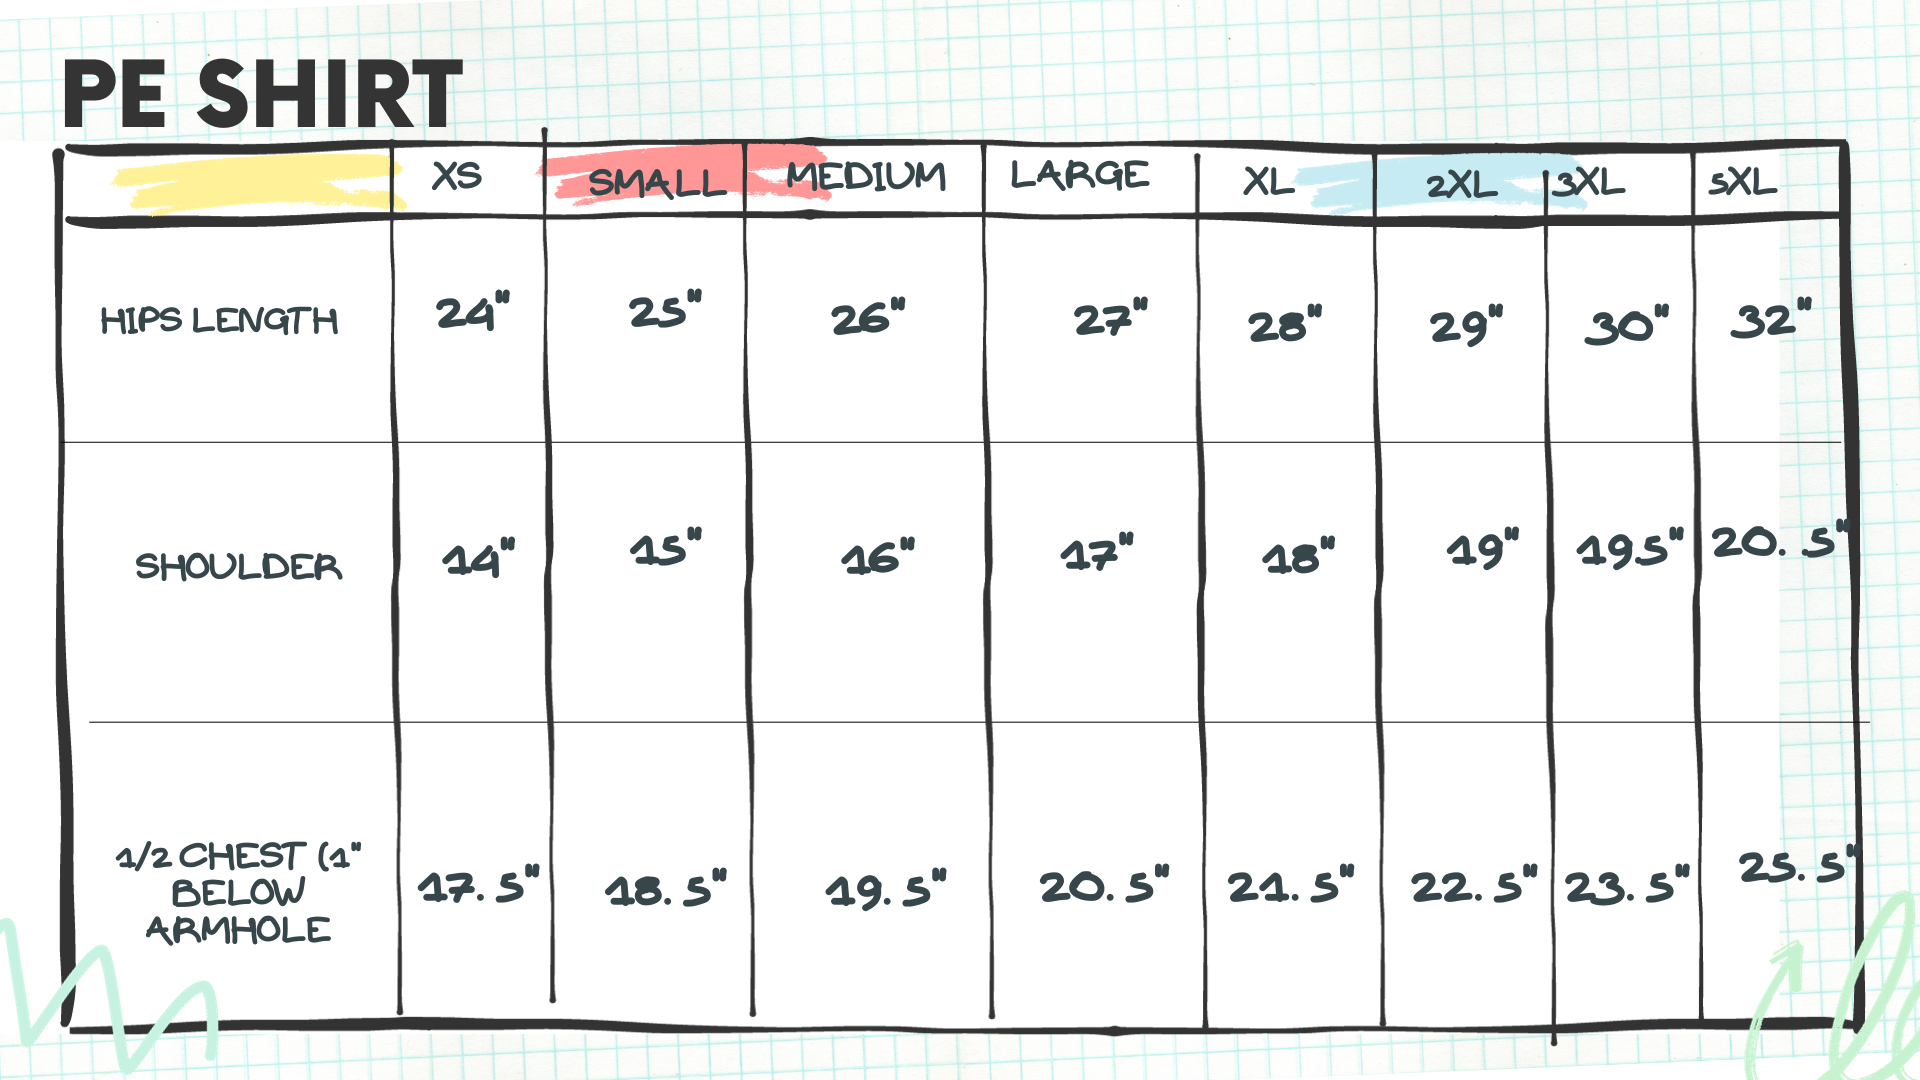 PE SHIRT
XS SMALL MEDIUM LARGE XL 2XL 3XL 5XL
HIPS LENGTH 24" 25" 26" 27" 28" 29" 30" 32"
SHOULDER 14" 15" 16" 17" 18" 19" 19.5" 20. 5"
1/2 CHEST (1"
BELOW
ARMHOLE
17. 5" 18. 5" 19. 5" 20. 5" 21. 5" 22. 5" 23. 5" 25. 5"